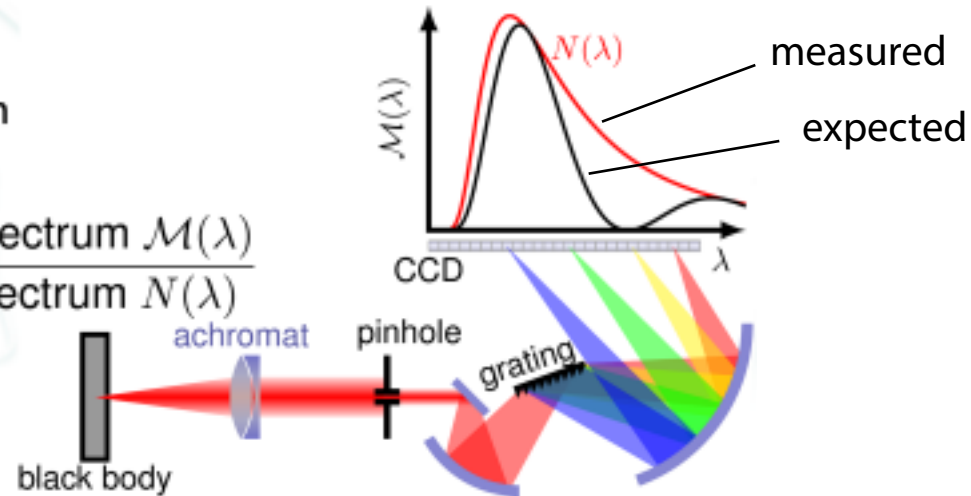 N(λ)
measured
M(λ)
expected
ectrum M(λ)
ectrum N(λ)
CCD
λ
achromat
pinhole
grating
black body